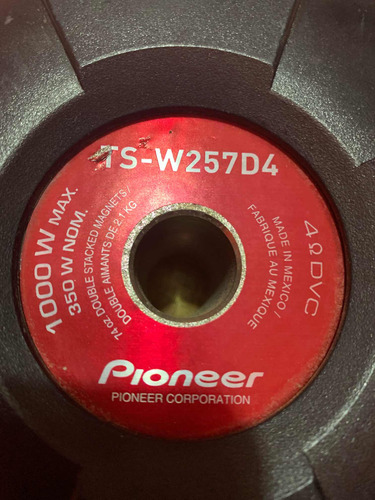 TS-W257D4
1000 W MAX.
350 W NOM.
74 oz DOUBLE STACKED MAGNETS /
DOUBLE AIMANTS DE 2,1 KG
4 Ω DVC
MADE IN MEXICO /
FABRIQUE AU MEXIQUE
Pioneer
PIONEER CORPORATION